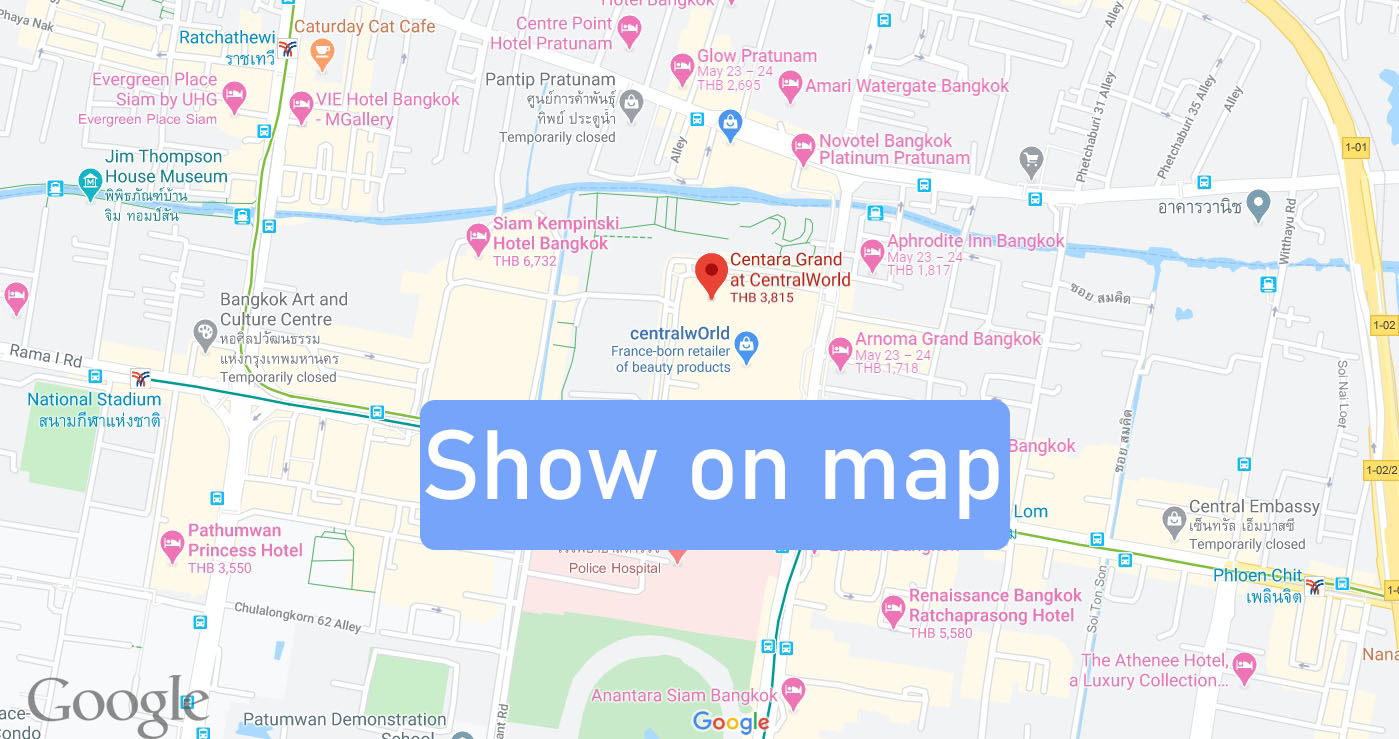 Hotel Bangkok
Phaya Nak
Ratchathewi
ราชเทวี
Caturday Cat Cafe
Centre Point
Hotel Pratunam
Glow Pratunam
May 23 – 24
THB 2,695
Alley
Evergreen Place
Siam by UHG
Evergreen Place Siam
VIE Hotel Bangkok
- MGallery
Pantip Pratunam
ศูนย์การค้าพันธุ์
ทิพย์ ประตูน้ำ
Temporarily closed
Amari Watergate Bangkok
Phetchaburi 31 Alley
Phetchaburi 35 Alley
Alley
Alley
Novotel Bangkok
Platinum Pratunam
1-01
Jim Thompson
House Museum
พิพิธภัณฑ์บ้าน
จิม ทอมป์สัน
อาคารวานิช
Witthayu Rd
Siam Kempinski
Hotel Bangkok
THB 6,732
Centara Grand
at CentralWorld
THB 3,815
Aphrodite Inn Bangkok
May 23 – 24
THB 1,817
ซอย สมคิด
Bangkok Art and
Culture Centre
หอศิลปวัฒนธรรม
แห่งกรุงเทพมหานคร
Temporarily closed
centralwOrld
France-born retailer
of beauty products
Arnoma Grand Bangkok
May 23 – 24
THB 1,718
1-02
Rama I Rd
National Stadium
สนามกีฬาแห่งชาติ
Soi Nai Loet
ซอย สมคิด
Show on map
Bangkok
1-02/2
Lom
Central Embassy
เซ็นทรัล เอ็มบาสซี
Temporarily closed
Pathumwan
Princess Hotel
THB 3,550
Police Hospital
Phloen Chit
เพลินจิต
Soi Ton Son
Renaissance Bangkok
Ratchaprasong Hotel
THB 5,580
Chulalongkorn 62 Alley
The Athenee Hotel,
a Luxury Collection...
Nana
Anantara Siam Bangkok
Google
Google
Patumwan Demonstration
School
ace-
Condo
ant Rd